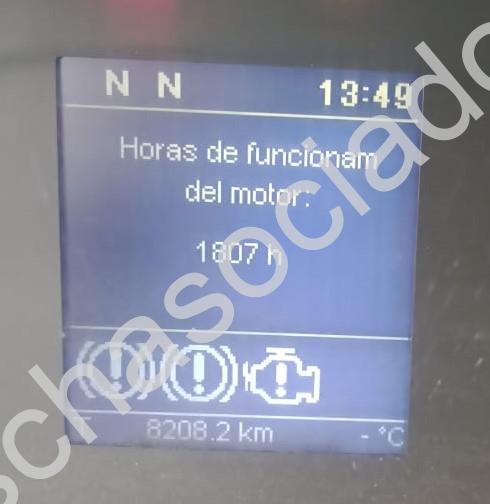 N N 13:49
Horas de funcionam
del motor:
1807 h
8208.2 km - °C